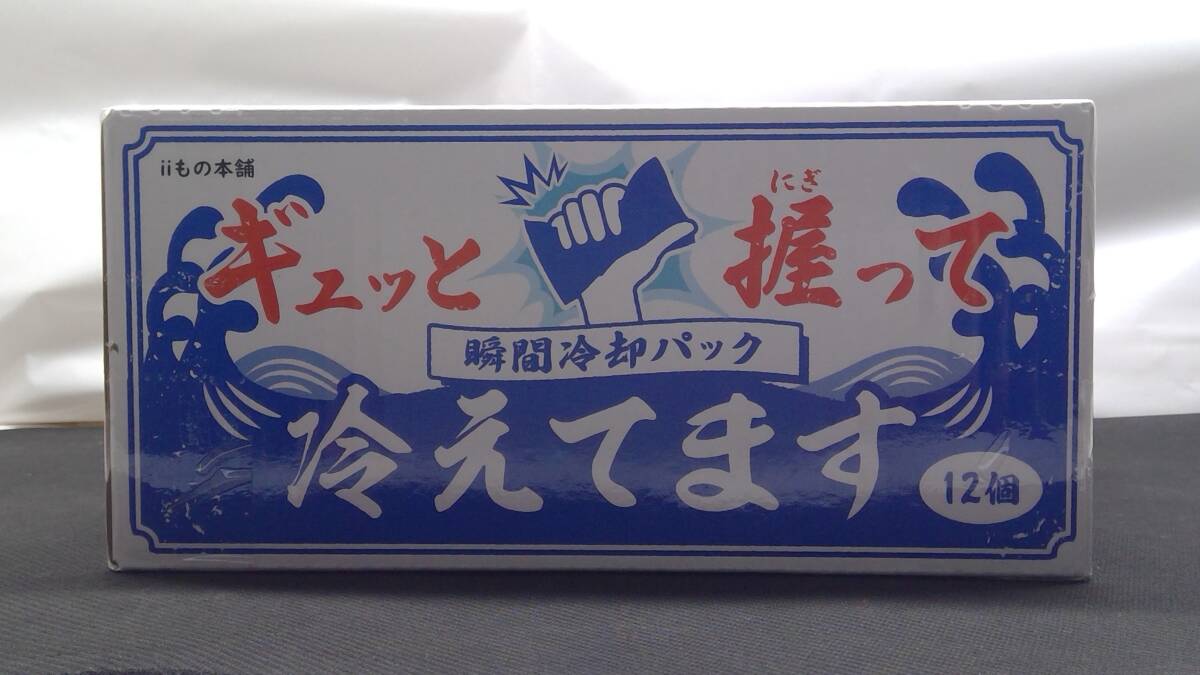 iiもの本舗
ギュッと
にぎ
握って
瞬間冷却パック
冷えてます
12個